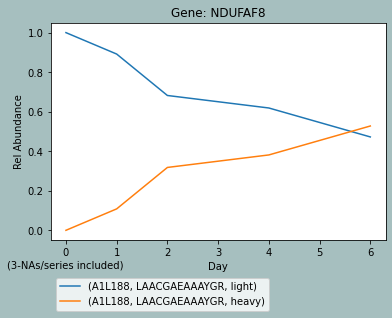 Gene: NDUFAF8
1.0
0.8
0.6
0.4
0.2
0.0
Rel Abundance
0 1 2 3 4 5 6
(3-NAs/series included)
Day
(A1L188, LAACGAEAAAYGR, light)
(A1L188, LAACGAEAAAYGR, heavy)